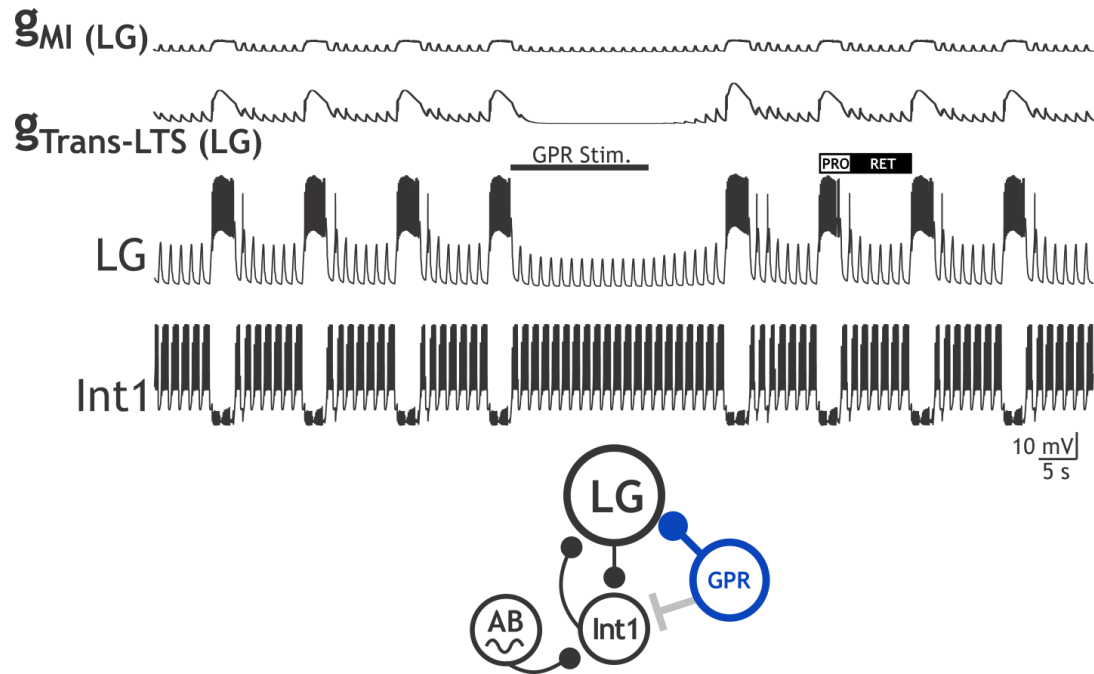 gMI (LG)
gTrans-LTS (LG)
GPR Stim.
PRO RET
LG
Int1
10 mV
5 s
LG
GPR
AB
Int1